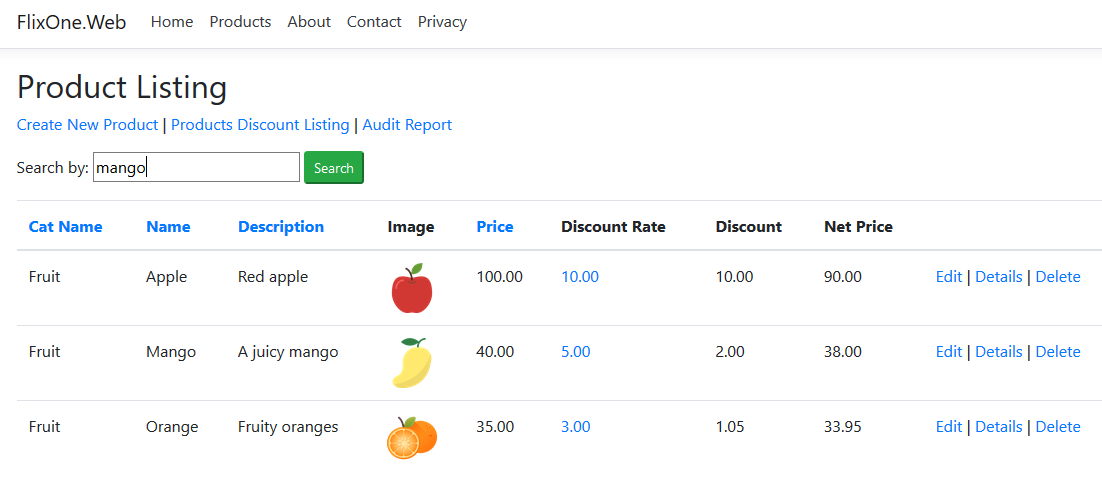 FlixOne.Web Home Products About Contact Privacy
Product Listing
Create New Product | Products Discount Listing | Audit Report
Search by: mango Search
Cat Name Name Description Image Price Discount Rate Discount Net Price
Fruit Apple Red apple 100.00 10.00 10.00 90.00 Edit | Details | Delete
Fruit Mango A juicy mango 40.00 5.00 2.00 38.00 Edit | Details | Delete
Fruit Orange Fruity oranges 35.00 3.00 1.05 33.95 Edit | Details | Delete